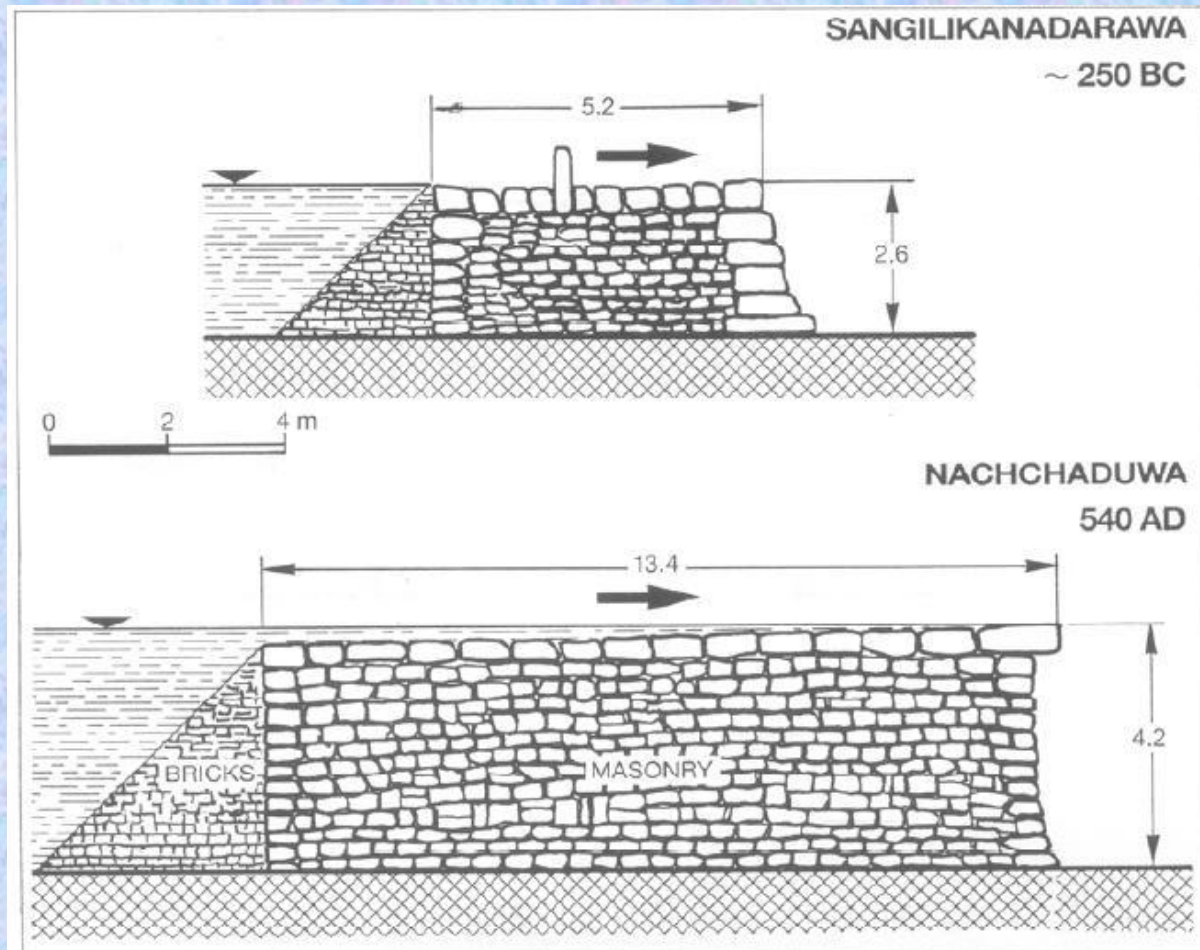 SANGILIKANADARAWA
~ 250 BC
5.2
2.6
0 2 4 m
NACHCHADUWA
540 AD
13.4
4.2
BRICKS
MASONRY